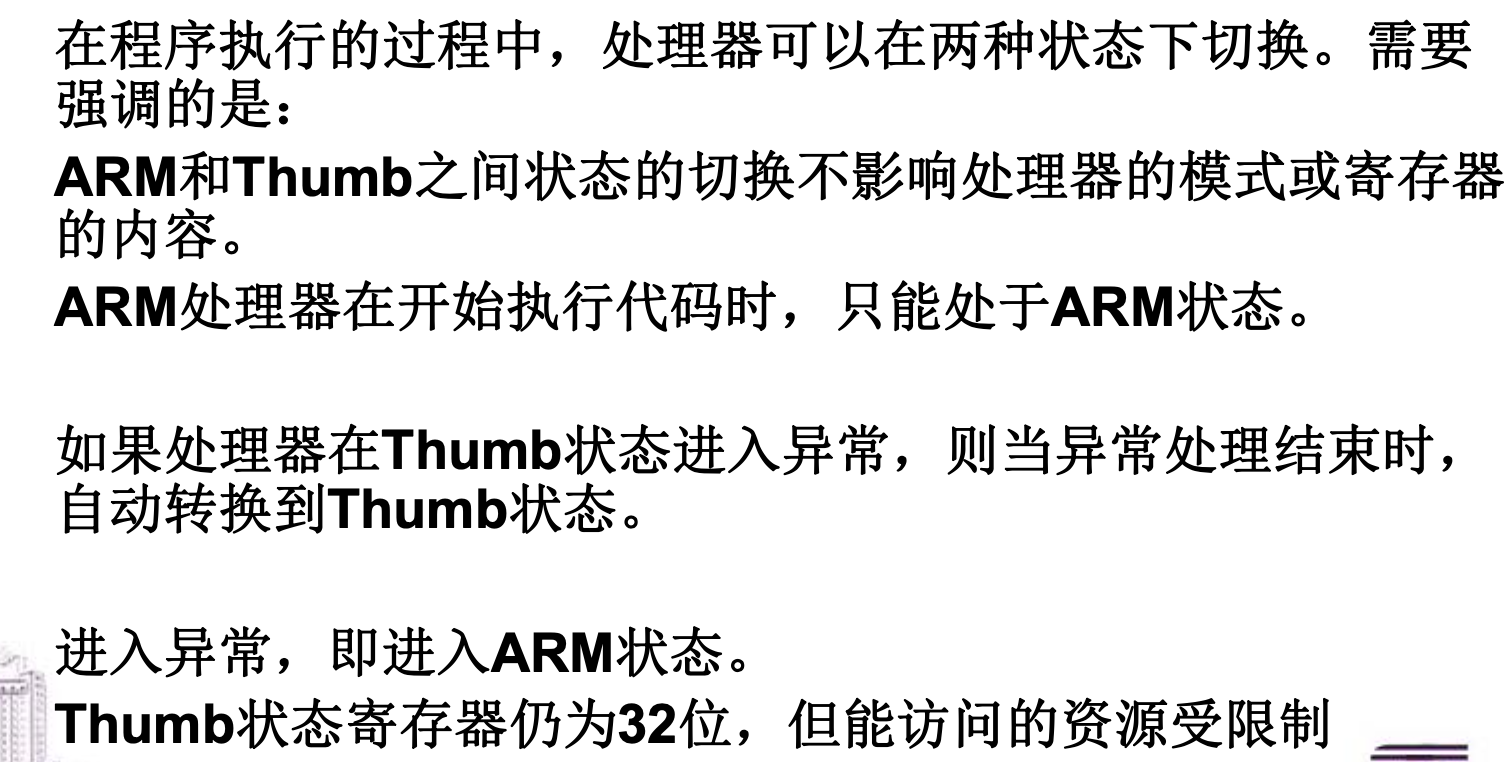 在程序执行的过程中，处理器可以在两种状态下切换。需要
强调的是：
ARM和Thumb之间状态的切换不影响处理器的模式或寄存器
的内容。
ARM处理器在开始执行代码时，只能处于ARM状态。
如果处理器在Thumb状态进入异常，则当异常处理结束时，
自动转换到Thumb状态。
进入异常，即进入ARM状态。
Thumb状态寄存器仍为32位，但能访问的资源受限制